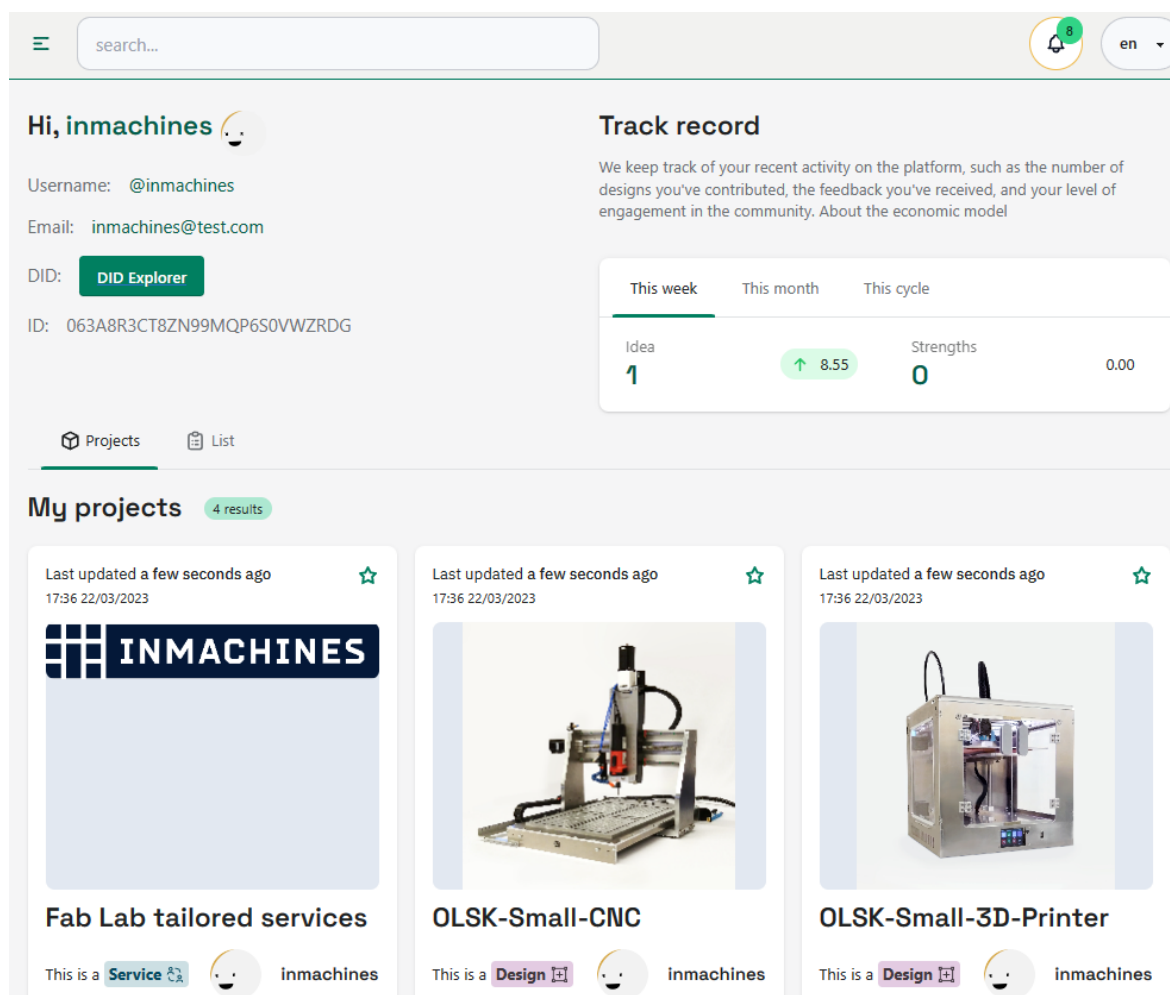 search...
8
en
Hi, inmachines
Username: @inmachines
Email: inmachines@test.com
DID: DID Explorer
ID: 063A8R3CT8ZN99MQP6S0VWZRDG
Track record
We keep track of your recent activity on the platform, such as the number of
designs you've contributed, the feedback you've received, and your level of
engagement in the community. About the economic model
This week This month This cycle
Idea
1
8.55
Strengths
0
0.00
Projects List
My projects 4 results
Last updated a few seconds ago
17:36 22/03/2023
INMACHINES
Fab Lab tailored services
This is a Service inmachines
Last updated a few seconds ago
17:36 22/03/2023
OLSK-Small-CNC
This is a Design inmachines
Last updated a few seconds ago
17:36 22/03/2023
OLSK-Small-3D-Printer
This is a Design inmachines